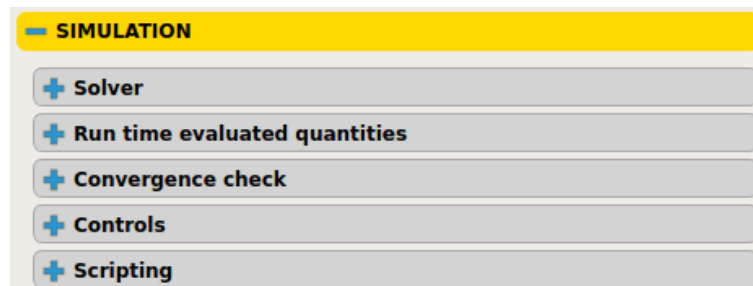 SIMULATION
Solver
Run time evaluated quantities
Convergence check
Controls
Scripting